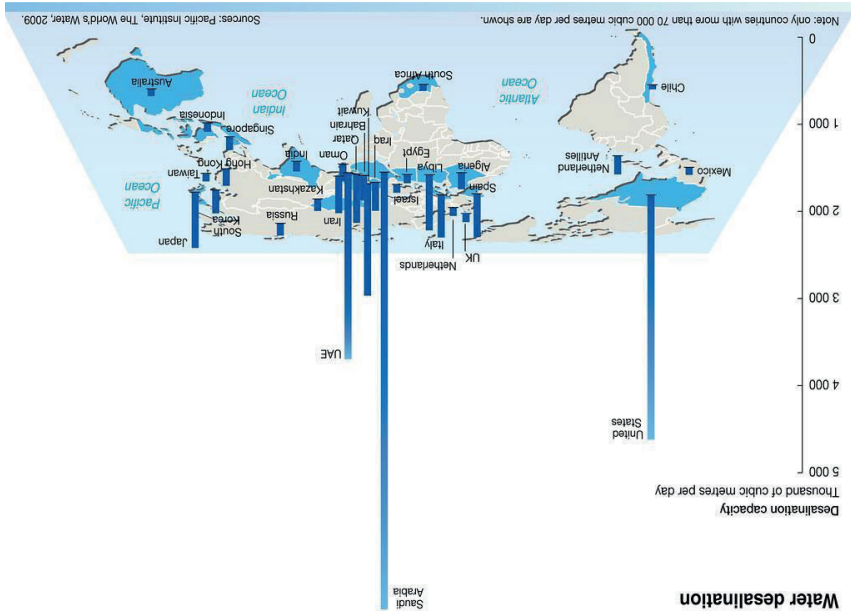 Water desalination
Desalination capacity
Thousand of cubic metres per day
5 000
4 000
3 000
2 000
1 000
0
United
States
Saudi
Arabia
UAE
UK
Netherlands
Italy
Spain
Japan
South
Korea
Russia
Iran
Kazakhstan
Israel
Libya
Algeria
Egypt
Iraq
Qatar
Bahrain
Kuwait
Oman
India
Taiwan
Hong
Kong
Singapore
Indonesia
Australia
South Africa
Mexico
Netherland
Antilles
Chile
Pacific
Ocean
Atlantic
Ocean
Indian
Ocean
Note: only countries with more than 70 000 cubic metres per day are shown.
Sources: Pacific Institute, The World's Water, 2009.